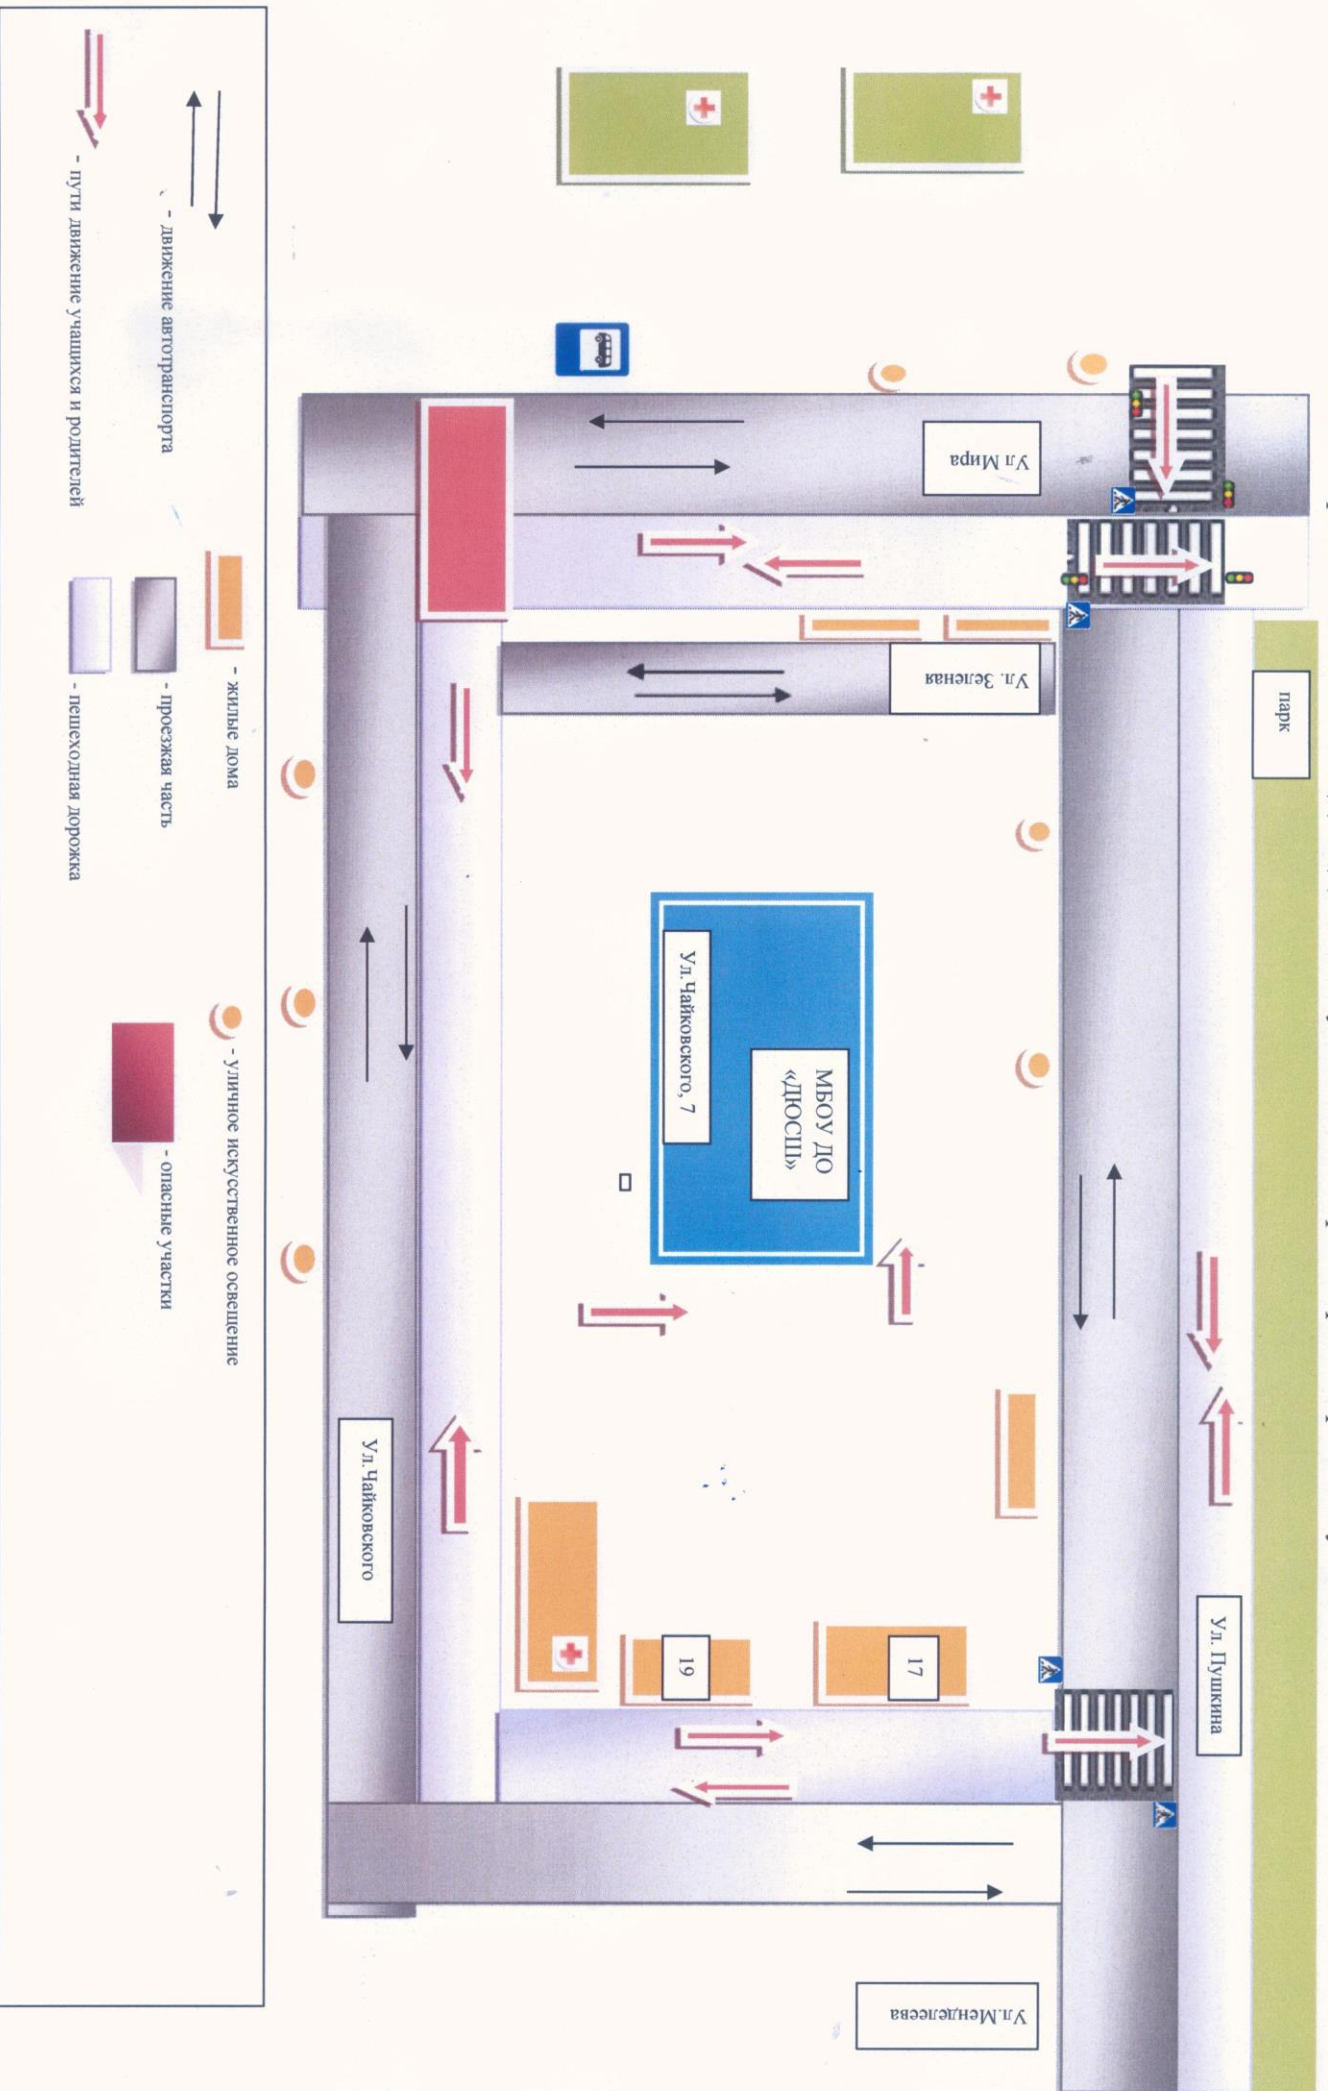 парк
Ул. Пушкина
Ул Мира
Ул. Зеленая
МБОУ ДО
«ДЮСШ»
Ул.Чайковского, 7
17
19
Ул.Менделеева
Ул.Чайковского
- движение автотранспорта
- пути движение учащихся и родителей
- жилые дома
- проезжая часть
- пешеходная дорожка
- уличное искусственное освещение
- опасные участки